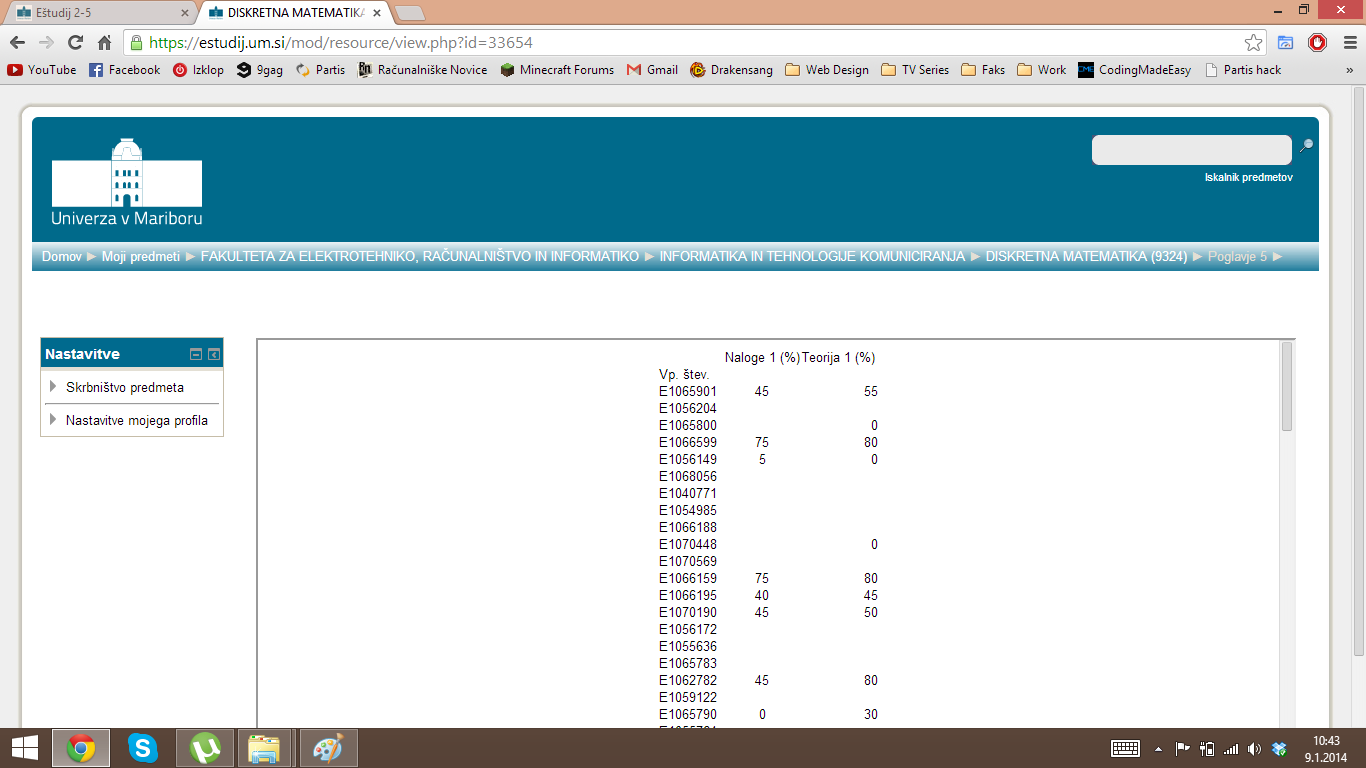 Eštudij 2-5
DISKRETNA MATEMATIKA
https://estudij.um.si/mod/resource/view.php?id=33654
YouTube Facebook Izklop 9gag Partis Računalniške Novice Minecraft Forums Gmail Drakensang Web Design TV Series Faks Work CodingMadeEasy Partis hack »
Univerza v Mariboru
Iskalnik predmetov
Domov ► Moji predmeti ► FAKULTETA ZA ELEKTROTEHNIKO, RAČUNALNIŠTVO IN INFORMATIKO ► INFORMATIKA IN TEHNOLOGIJE KOMUNICIRANJA ► DISKRETNA MATEMATIKA (9324) ► Poglavje 5 ►
Nastavitve
Skrbništvo predmeta
Nastavitve mojega profila
Naloge 1 (%) Teorija 1 (%)
Vp. štev.
E1065901 45 55
E1056204
E1065800 0
E1066599 75 80
E1056149 5 0
E1068056
E1040771
E1054985
E1066188
E1070448 0
E1070569
E1066159 75 80
E1066195 40 45
E1070190 45 50
E1056172
E1055636
E1065783
E1062782 45 80
E1059122
E1065790 0 30
10:43
9.1.2014